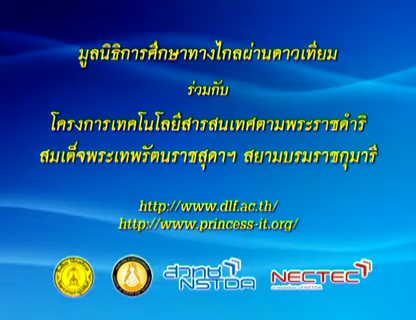 มูลนิธิการศึกษาทางไกลผ่านดาวเทียม
ร่วมกับ
โครงการเทคโนโลยีสารสนเทศตามพระราชดำริ
สมเด็จพระเทพรัตนราชสุดาฯ สยามบรมราชกุมารี
http://www.dlf.ac.th/
http://www.princess-it.org/
สวทช
NSTDA
NECTEC
a member of NSTDA